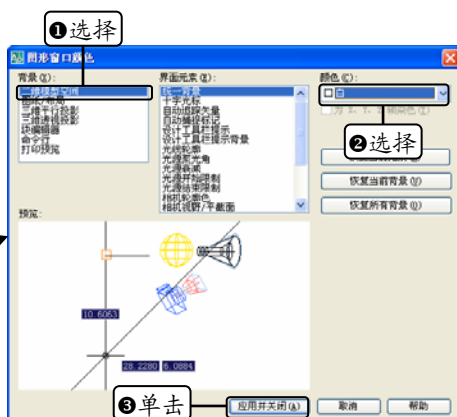 ❶选择
图形窗口颜色
背景(X):
界面元素(E):
颜色(C):
二维模型空间
图纸/布局
三维平行投影
三维透视投影
块编辑器
命令行
打印预览
统一背景
十字光标
自动追踪矢量
自动捕捉标记
设计工具栏提示
设计工具栏提示背景
光线轮廓
光源聚光角
光源衰减
光源开始限制
光源结束限制
相机轮廓色
相机视野/平截面
白
为 X、Y、Z 轴染色(T)
❷选择
恢复当前背景(U)
恢复所有背景(O)
预览:
10.6063
28.2280 6.0884
❸单击
应用并关闭(A)
取消
帮助